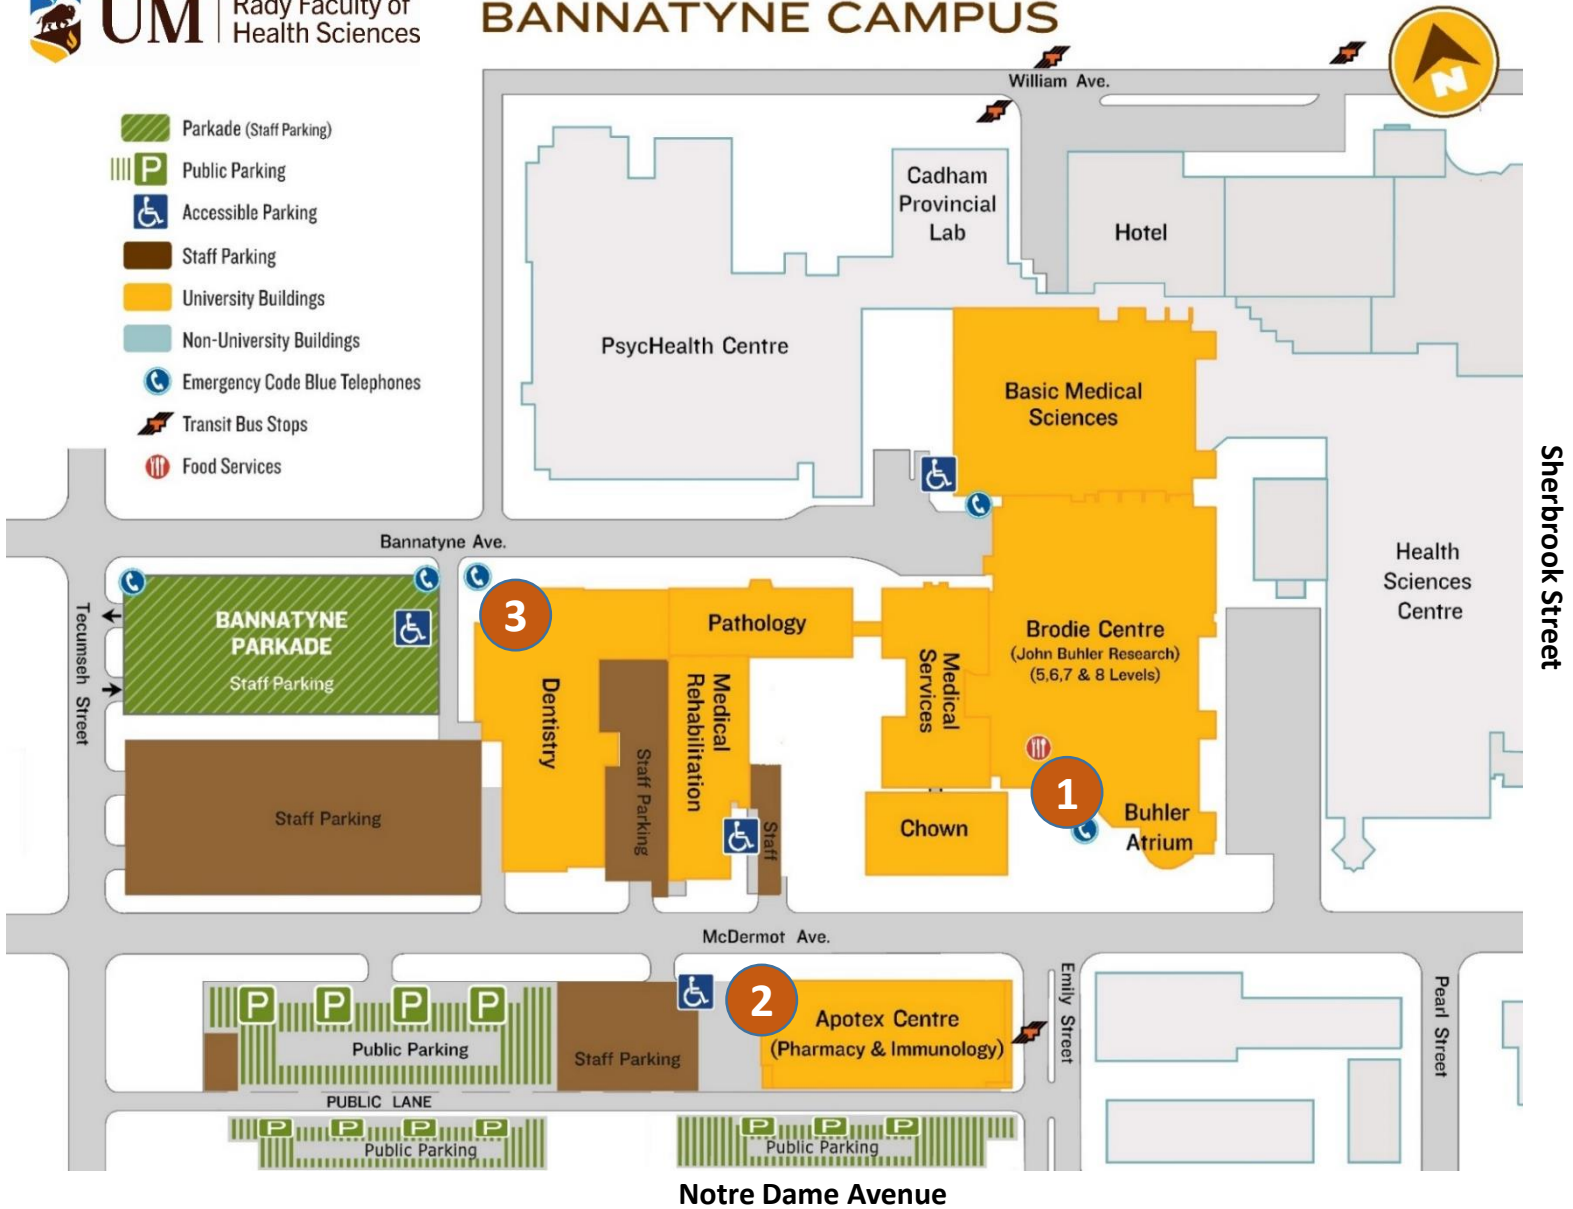 UM
Rady Faculty of
Health Sciences
BANNATYNE CAMPUS
N
William Ave.
Parkade (Staff Parking)
P
Public Parking
Accessible Parking
Staff Parking
University Buildings
Non-University Buildings
Emergency Code Blue Telephones
Transit Bus Stops
Food Services
Cadham
Provincial
Lab
Hotel
PsycHealth Centre
Basic Medical
Sciences
Sherbrook Street
Health
Sciences
Centre
Bannatyne Ave.
Tecumseh Street
BANNATYNE
PARKADE
Staff Parking
3
Pathology
Brodie Centre
(John Buhler Research)
(5,6,7 & 8 Levels)
Medical
Services
Dentistry
Medical
Rehabilitation
Staff Parking
Staff Parking
Staff
Chown
1
Buhler
Atrium
McDermot Ave.
Emily Street
Pearl Street
P P P P
Public Parking
Staff Parking
2
Apotex Centre
(Pharmacy & Immunology)
PUBLIC LANE
P P P P
Public Parking
P P P
Public Parking
Notre Dame Avenue